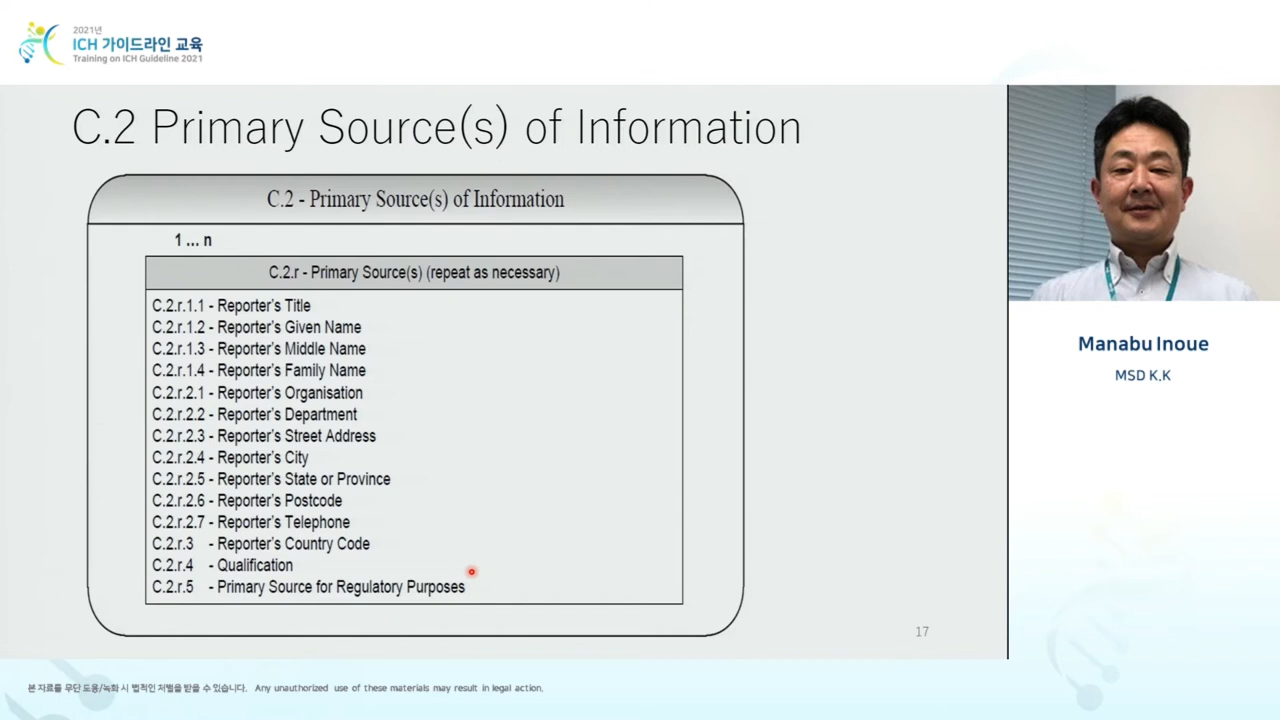 2021년
ICH 가이드라인 교육
Training on ICH Guideline 2021
C.2 Primary Source(s) of Information
C.2 - Primary Source(s) of Information
1 ... n
C.2.r - Primary Source(s) (repeat as necessary)
C.2.r.1.1 - Reporter's Title
C.2.r.1.2 - Reporter's Given Name
C.2.r.1.3 - Reporter's Middle Name
C.2.r.1.4 - Reporter's Family Name
C.2.r.2.1 - Reporter's Organisation
C.2.r.2.2 - Reporter's Department
C.2.r.2.3 - Reporter's Street Address
C.2.r.2.4 - Reporter's City
C.2.r.2.5 - Reporter's State or Province
C.2.r.2.6 - Reporter's Postcode
C.2.r.2.7 - Reporter's Telephone
C.2.r.3 - Reporter's Country Code
C.2.r.4 - Qualification
C.2.r.5 - Primary Source for Regulatory Purposes
17
Manabu Inoue
MSD K.K
본 자료를 무단 도용/녹화 시 법적인 처벌을 받을 수 있습니다. Any unauthorized use of these materials may result in legal action.